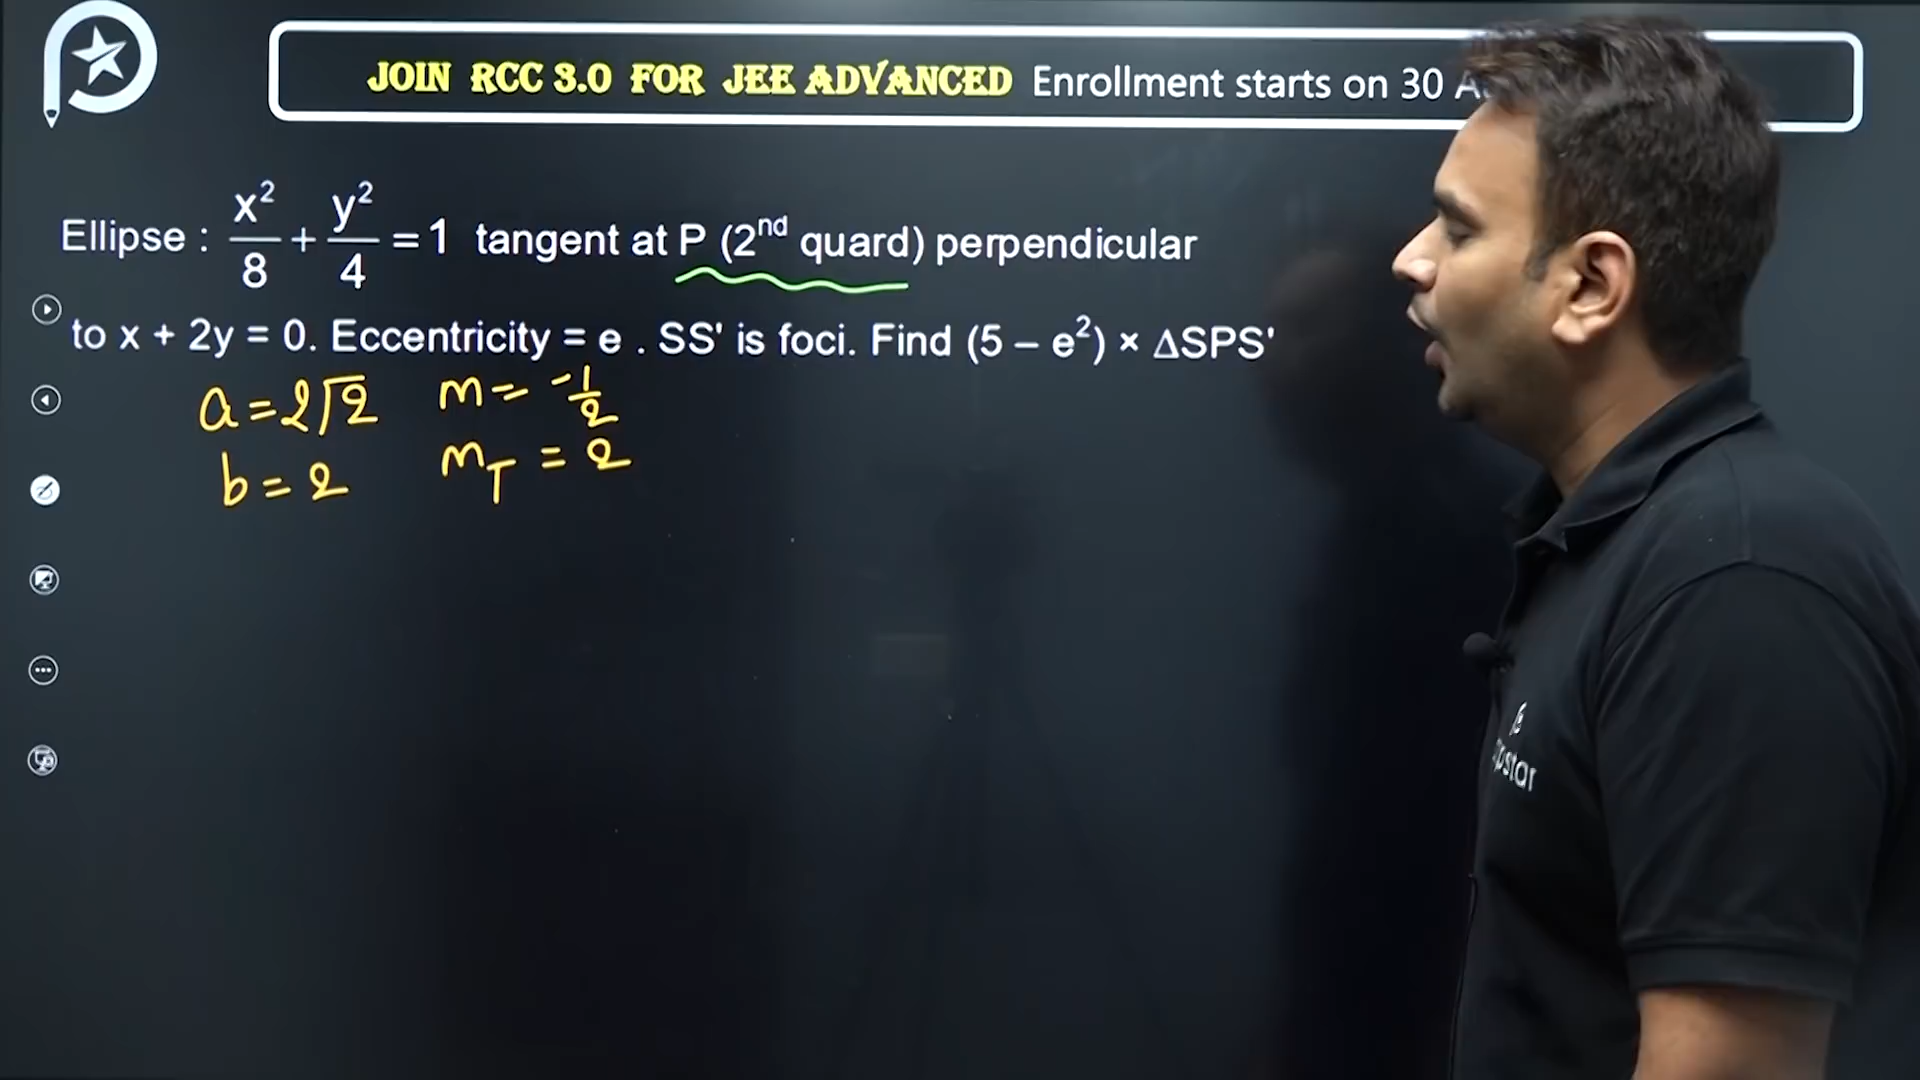 JOIN RCC 3.0 FOR JEE ADVANCED Enrollment starts on 30
Ellipse : x²/8 + y²/4 = 1 tangent at P (2nd quard) perpendicular
to x + 2y = 0. Eccentricity = e . SS' is foci. Find (5 – e²) × ΔSPS'
a = 2√2 m = -1/2
b = 2 m_T = 2